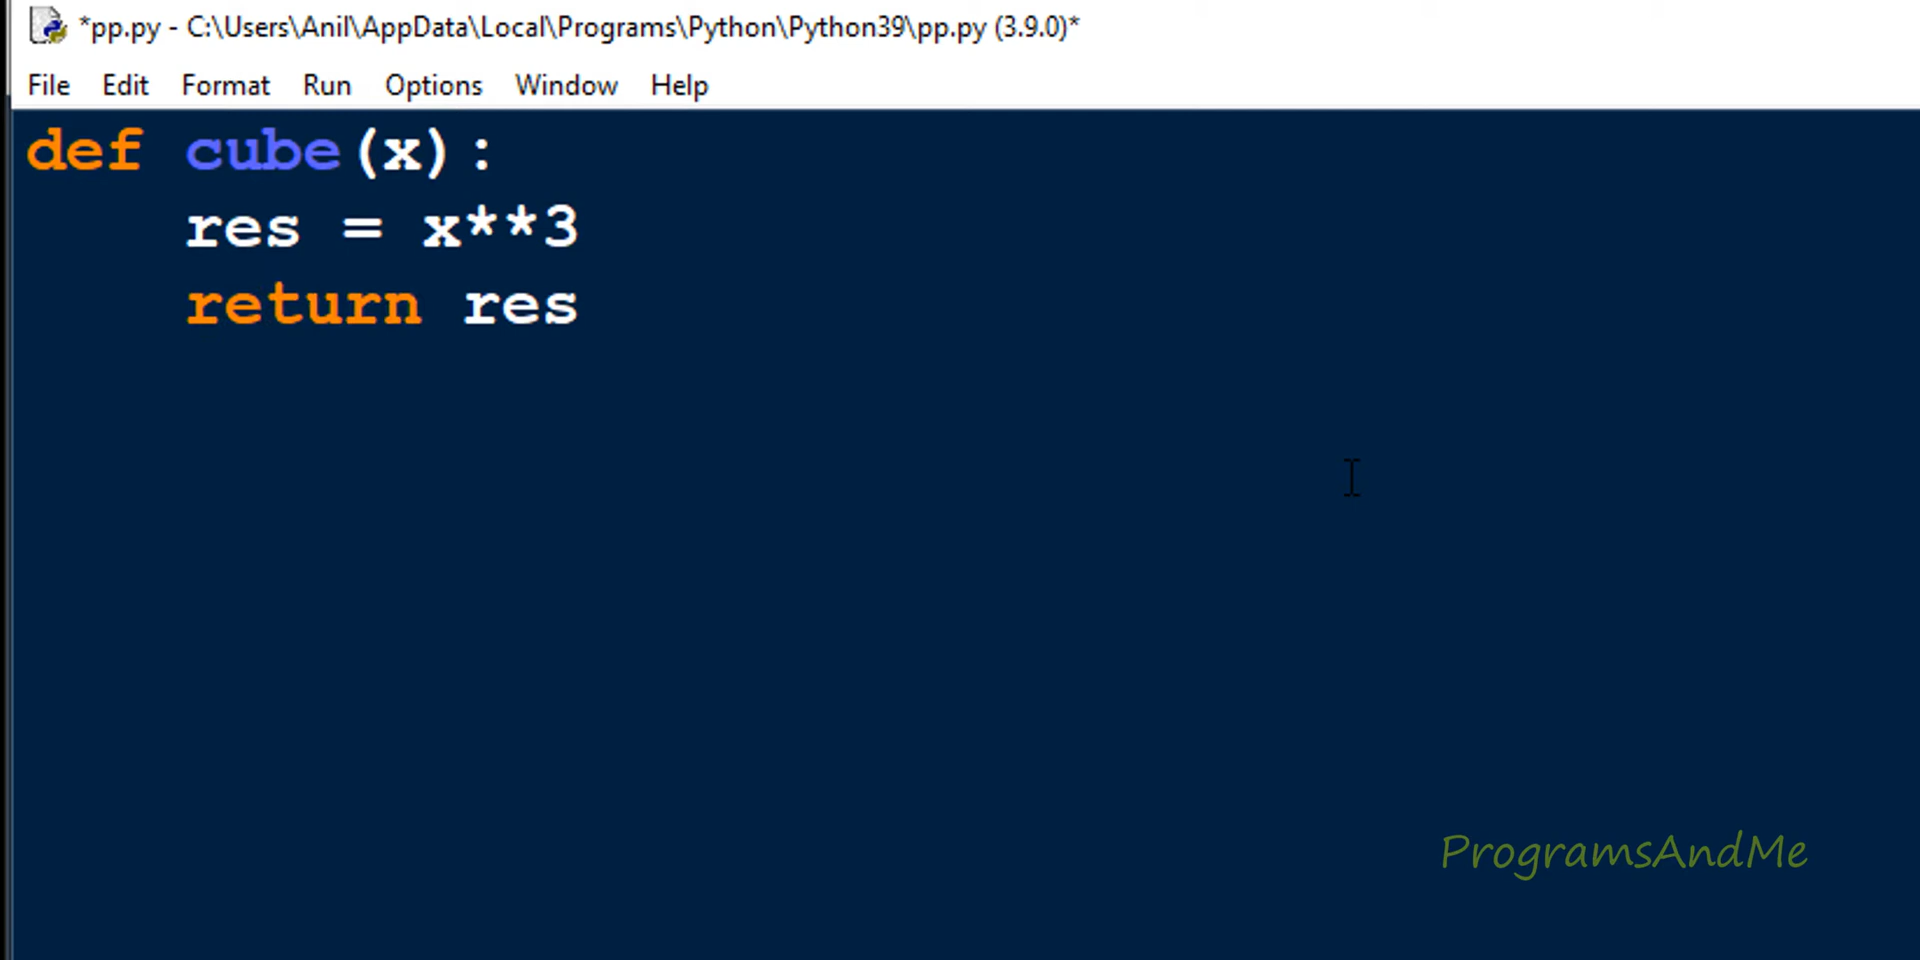 *pp.py - C:\Users\Anil\AppData\Local\Programs\Python\Python39\pp.py (3.9.0)*
File Edit Format Run Options Window Help
def cube(x):
    res = x**3
    return res
ProgramsAndMe